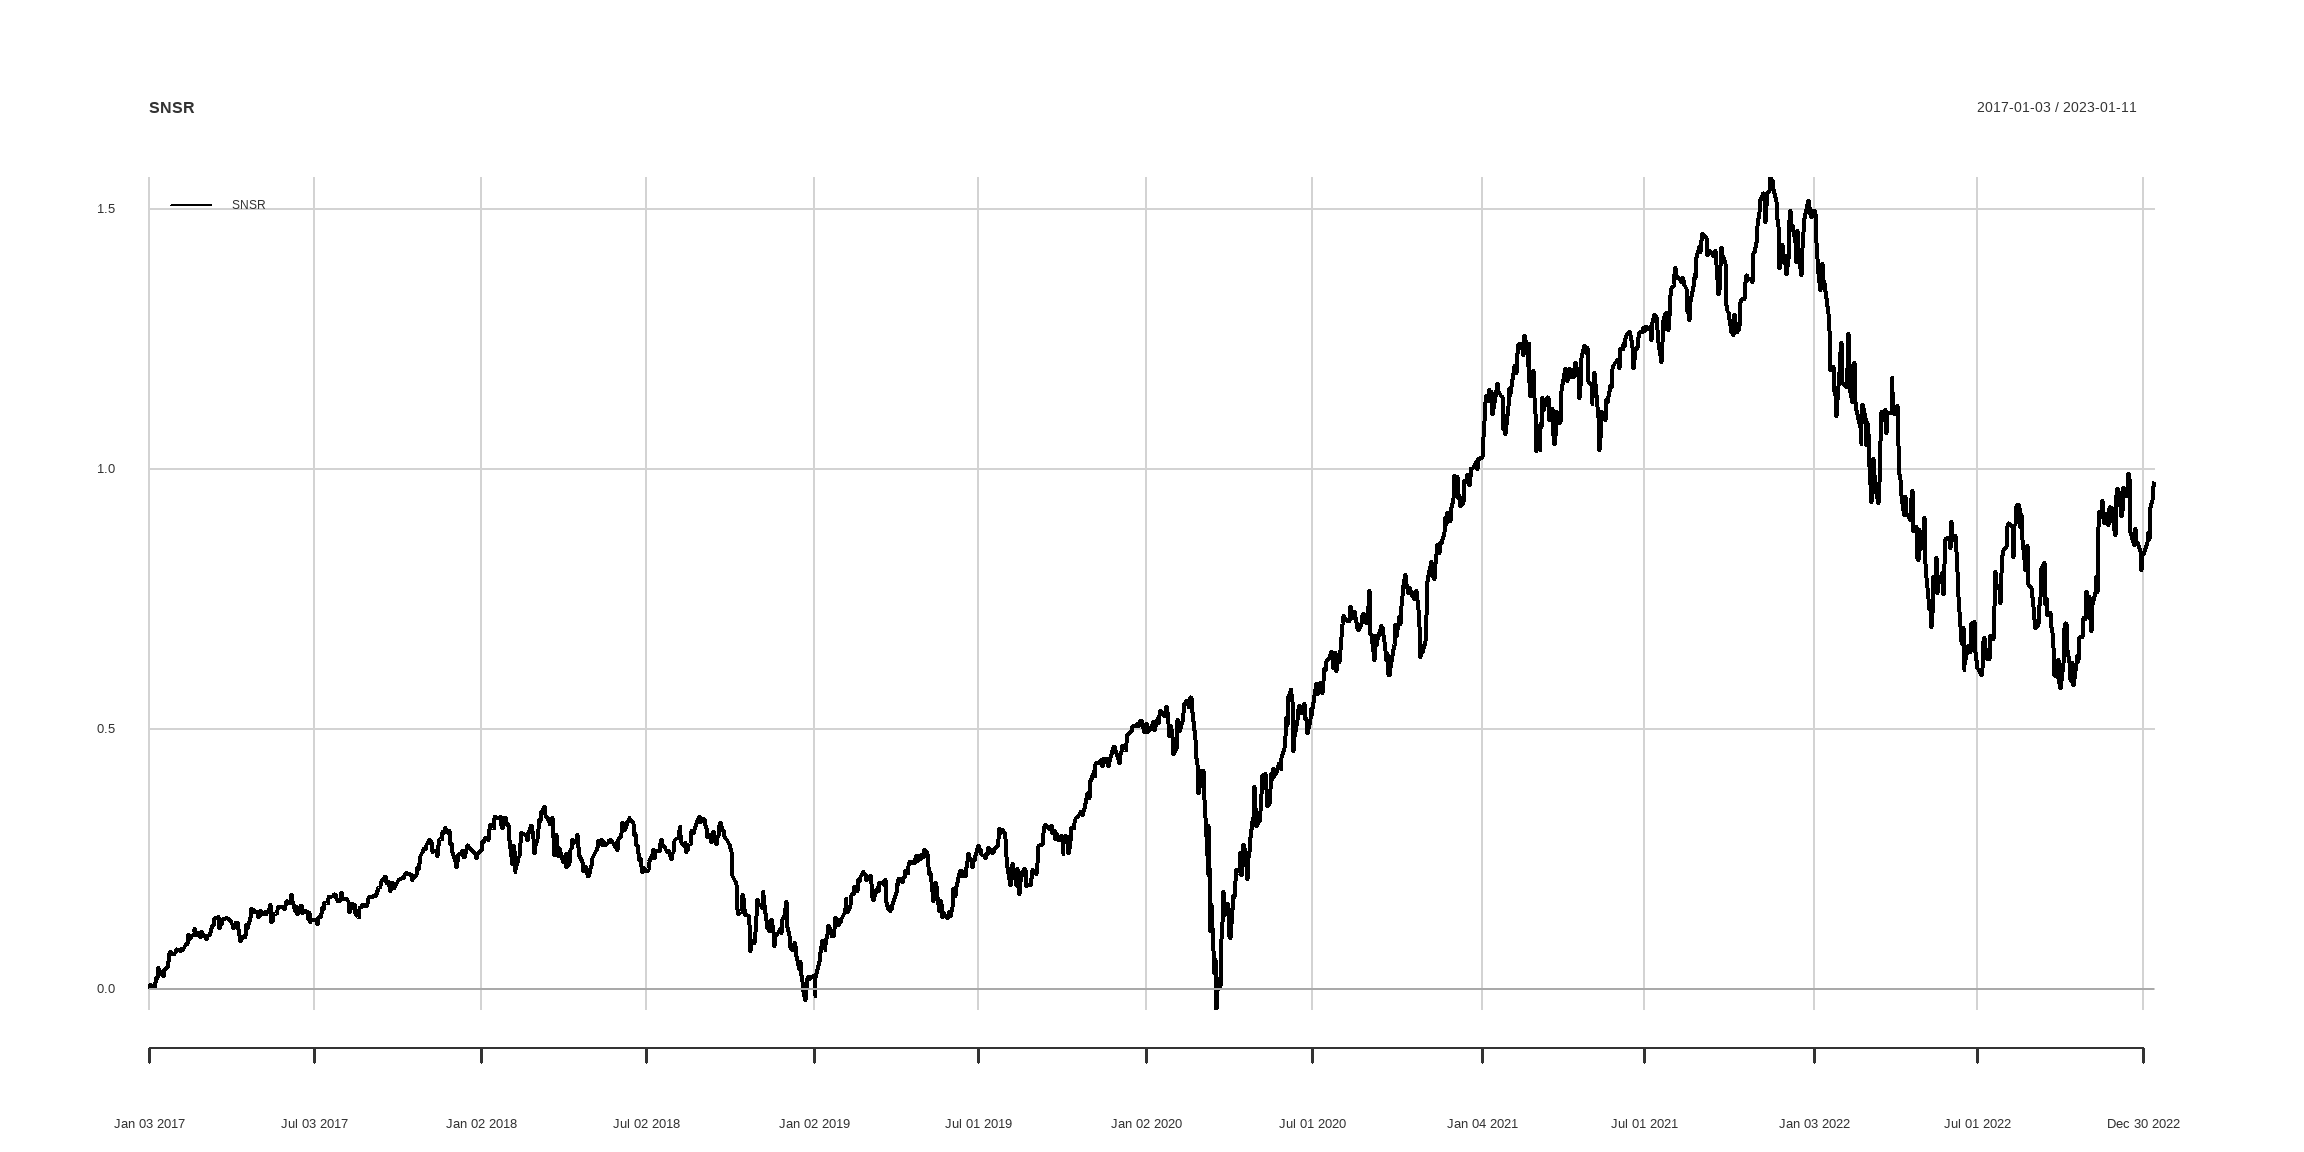 SNSR
2017-01-03 / 2023-01-11
SNSR
1.5
1.0
0.5
0.0
Jan 03 2017
Jul 03 2017
Jan 02 2018
Jul 02 2018
Jan 02 2019
Jul 01 2019
Jan 02 2020
Jul 01 2020
Jan 04 2021
Jul 01 2021
Jan 03 2022
Jul 01 2022
Dec 30 2022